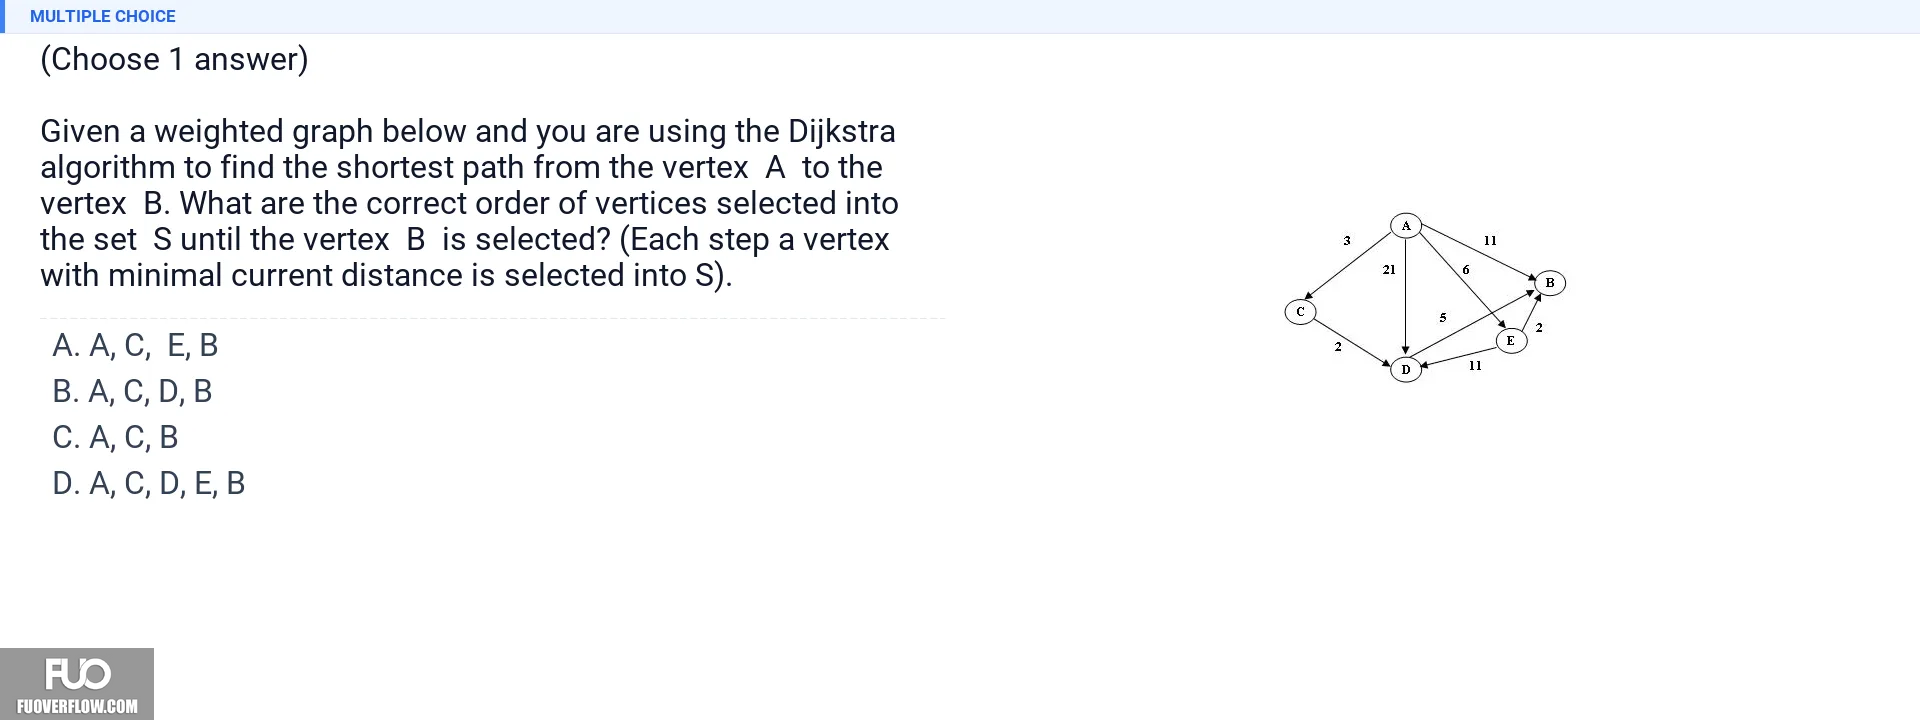 MULTIPLE CHOICE
(Choose 1 answer)
Given a weighted graph below and you are using the Dijkstra
algorithm to find the shortest path from the vertex A to the
vertex B. What are the correct order of vertices selected into
the set S until the vertex B is selected? (Each step a vertex
with minimal current distance is selected into S).
A. A, C, E, B
B. A, C, D, B
C. A, C, B
D. A, C, D, E, B
A
3
11
21
6
B
C
5
2
E
2
D
11
FUO
FUOVERFLOW.COM